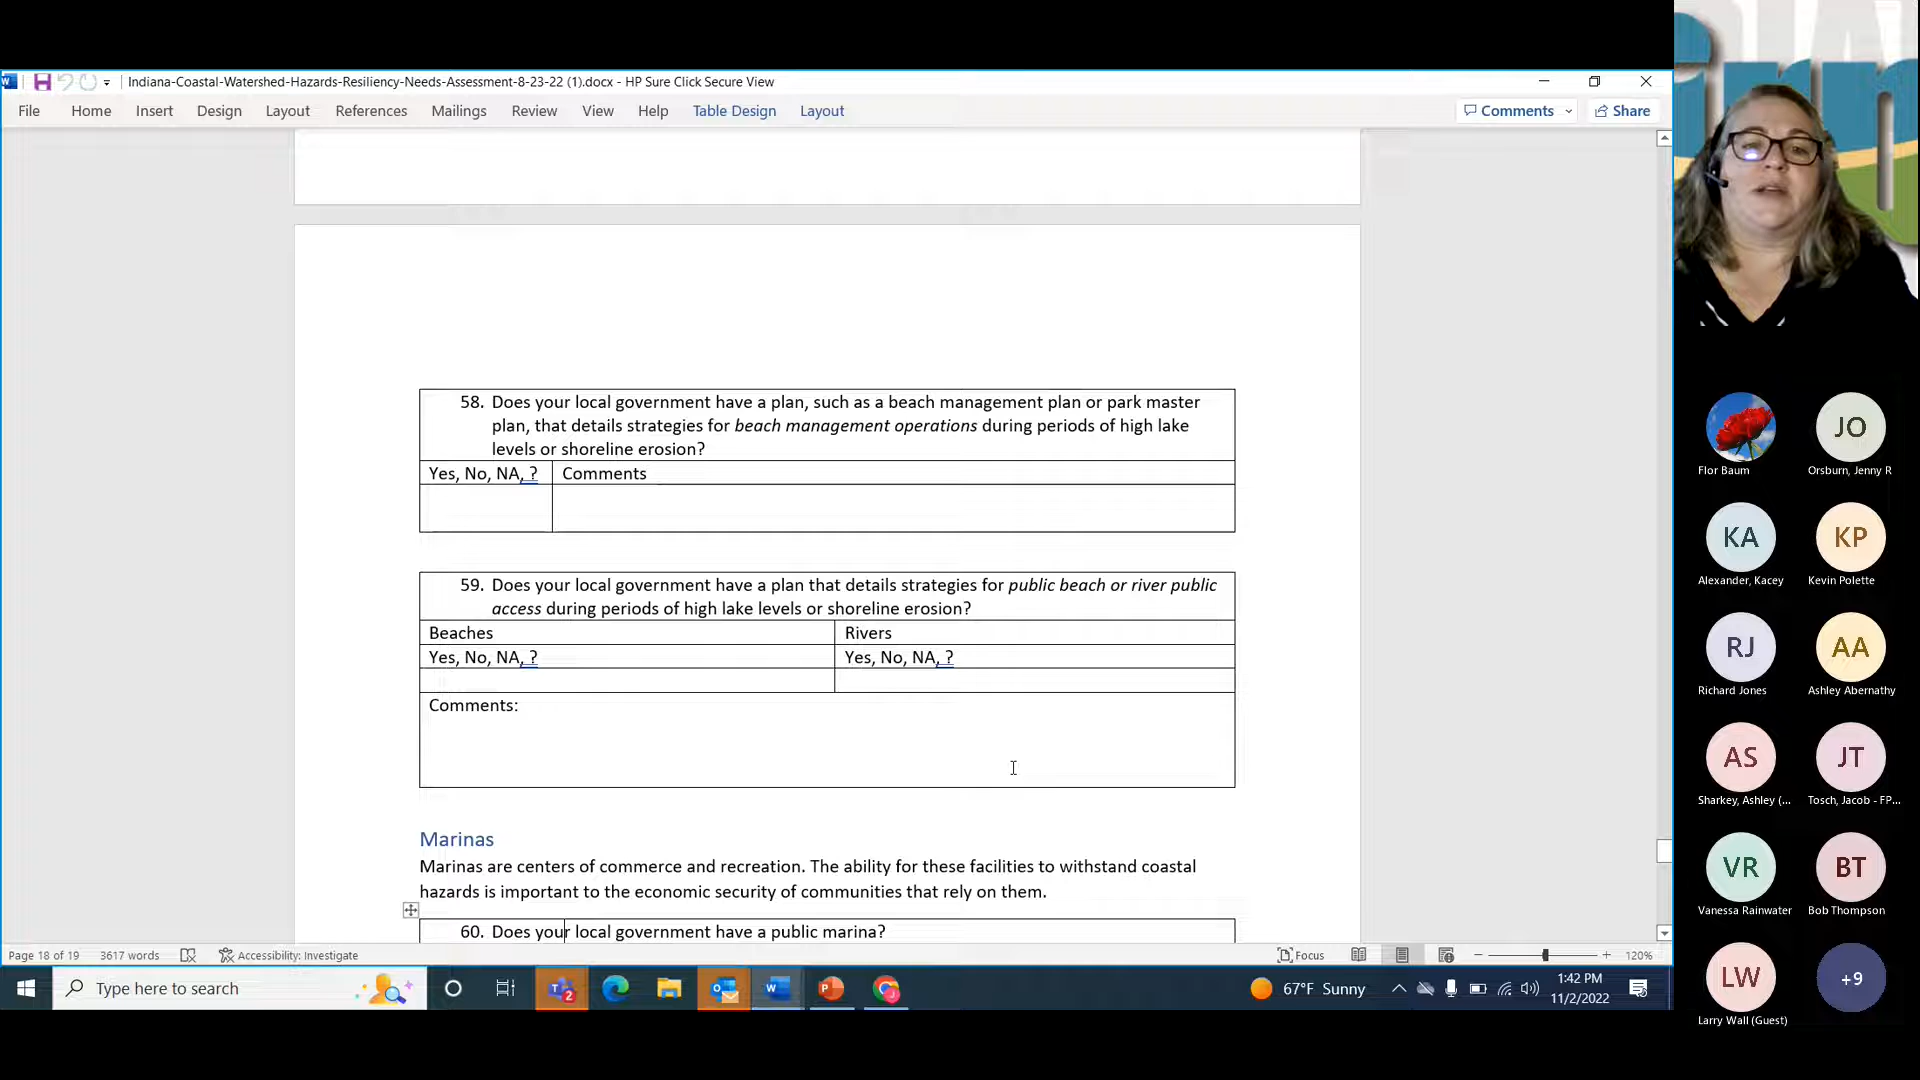 Indiana-Coastal-Watershed-Hazards-Resiliency-Needs-Assessment-8-23-22 (1).docx - HP Sure Click Secure View
File Home Insert Design Layout References Mailings Review View Help Table Design Layout Comments Share
58. Does your local government have a plan, such as a beach management plan or park master
plan, that details strategies for beach management operations during periods of high lake
levels or shoreline erosion?
Yes, No, NA, ? Comments
59. Does your local government have a plan that details strategies for public beach or river public
access during periods of high lake levels or shoreline erosion?
Beaches Rivers
Yes, No, NA, ? Yes, No, NA, ?
Comments:
Marinas
Marinas are centers of commerce and recreation. The ability for these facilities to withstand coastal
hazards is important to the economic security of communities that rely on them.
60. Does your local government have a public marina?
Page 18 of 19 3617 words Accessibility: Investigate Focus 120%
Type here to search
67°F Sunny
1:42 PM
11/2/2022
JO
Flor Baum Orsburn, Jenny R
KA KP
Alexander, Kacey Kevin Polette
RJ AA
Richard Jones Ashley Abernathy
AS JT
Sharkey, Ashley (... Tosch, Jacob - FP...
VR BT
Vanessa Rainwater Bob Thompson
LW +9
Larry Wall (Guest)